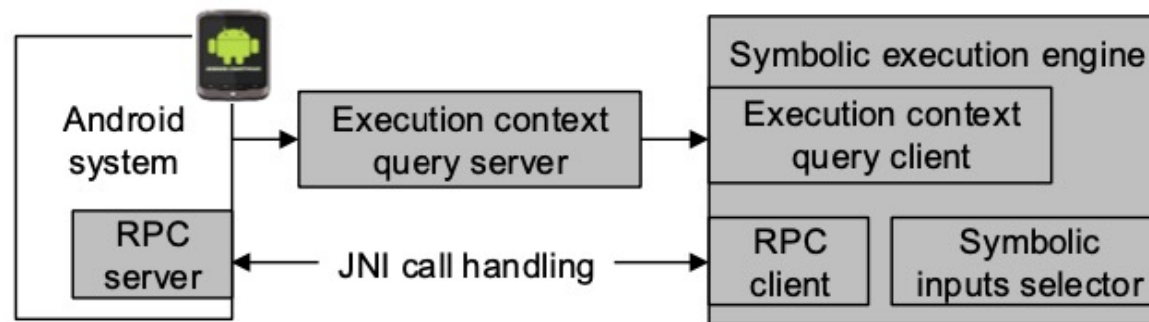 Symbolic execution engine
Android
system
Execution context
query server
Execution context
query client
RPC
server
JNI call handling
RPC
client
Symbolic
inputs selector